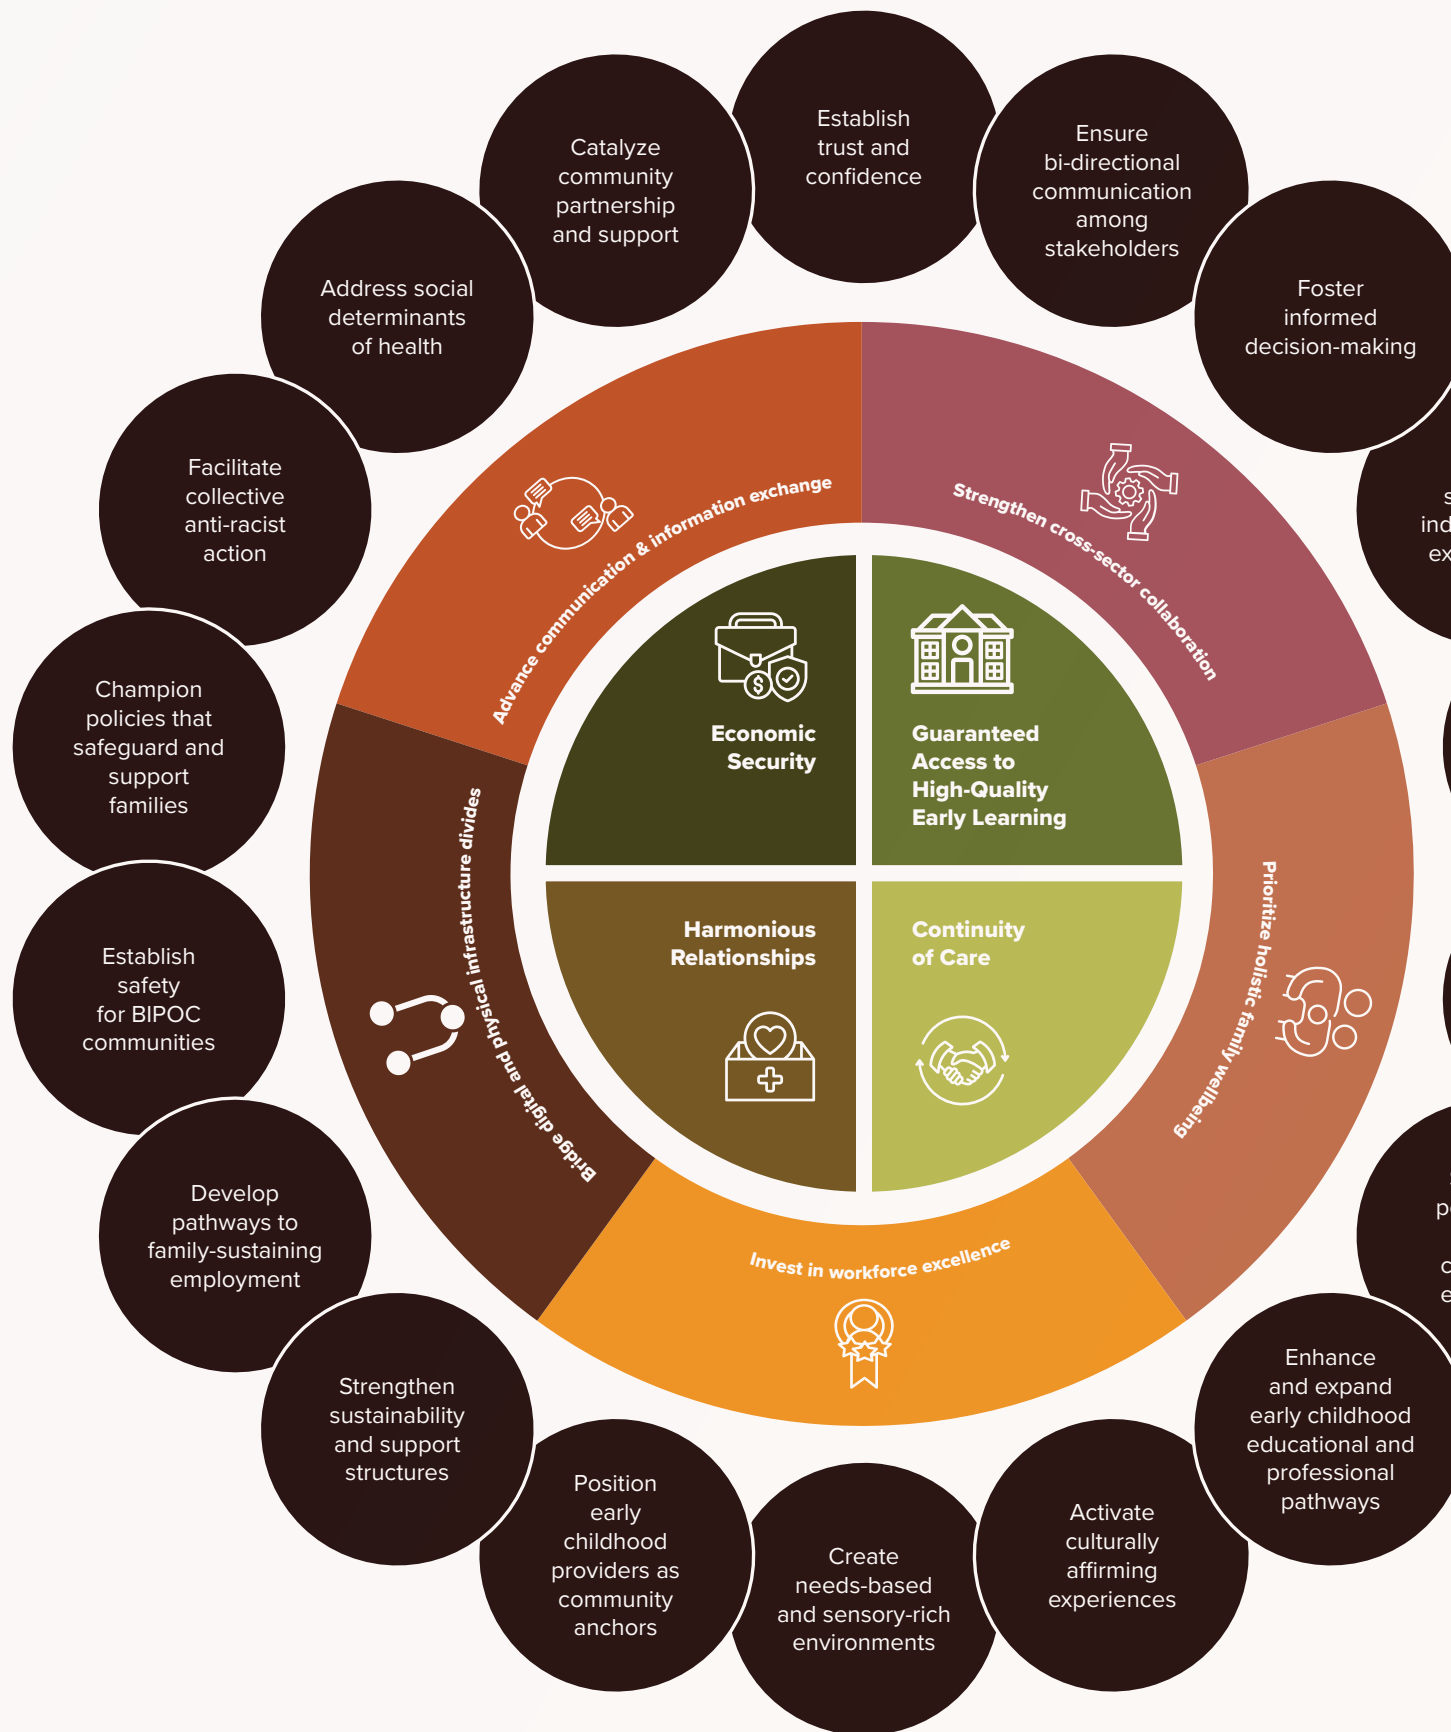 Establish
trust and
confidence
Ensure
bi-directional
communication
among
stakeholders
Foster
informed
decision-making
Enhance
and expand
early childhood
educational and
professional
pathways
Activate
culturally
affirming
experiences
Create
needs-based
and sensory-rich
environments
Position
early
childhood
providers as
community
anchors
Strengthen
sustainability
and support
structures
Develop
pathways to
family-sustaining
employment
Establish
safety
for BIPOC
communities
Champion
policies that
safeguard and
support
families
Facilitate
collective
anti-racist
action
Address social
determinants
of health
Catalyze
community
partnership
and support
Advance communication & information exchange
Strengthen cross-sector collaboration
Prioritize holistic family wellbeing
Invest in workforce excellence
Bridge digital and physical infrastructure divides
Economic
Security
Guaranteed
Access to
High-Quality
Early Learning
Harmonious
Relationships
Continuity
of Care